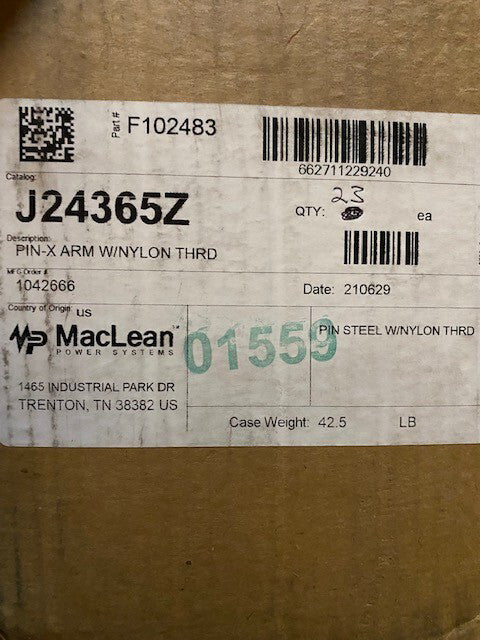 Part #
F102483
662711229240
Catalog:
J24365Z
23
QTY:
ea
Description:
PIN-X ARM W/NYLON THRD
MFG Order #
1042666
Date: 210629
Country of Origin: US
MacLean
POWER SYSTEMS
01559
PIN STEEL W/NYLON THRD
1465 INDUSTRIAL PARK DR
TRENTON, TN 38382 US
Case Weight: 42.5 LB